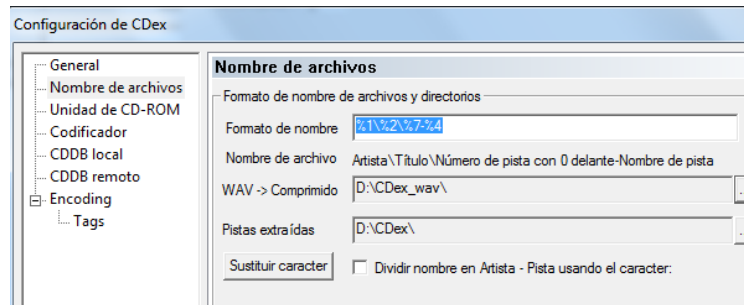 Configuración de CDex
General
Nombre de archivos
Unidad de CD-ROM
Codificador
CDDB local
CDDB remoto
Encoding
Tags
Nombre de archivos
Formato de nombre de archivos y directorios
Formato de nombre %1\%2\%7-%4
Nombre de archivo Artista\Título\Número de pista con 0 delante-Nombre de pista
WAV -> Comprimido D:\CDex_wav\ ..
Pistas extraídas D:\CDex\ ..
Sustituir caracter Dividir nombre en Artista - Pista usando el caracter: